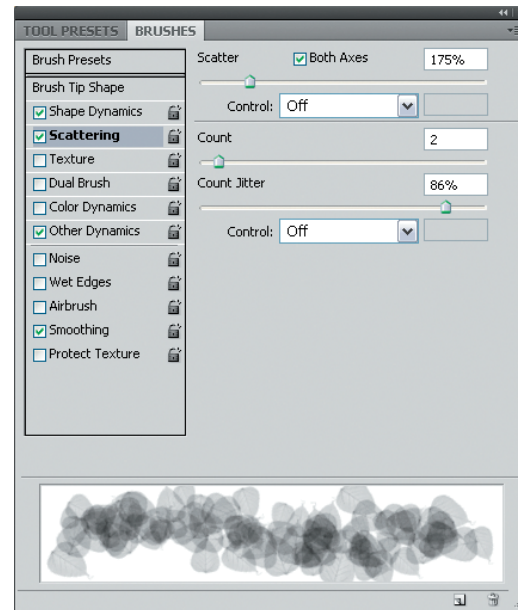 TOOL PRESETS BRUSHES
Brush Presets
Brush Tip Shape
Shape Dynamics
Scattering
Texture
Dual Brush
Color Dynamics
Other Dynamics
Noise
Wet Edges
Airbrush
Smoothing
Protect Texture
Scatter Both Axes 175%
Control: Off
Count 2
Count Jitter 86%
Control: Off